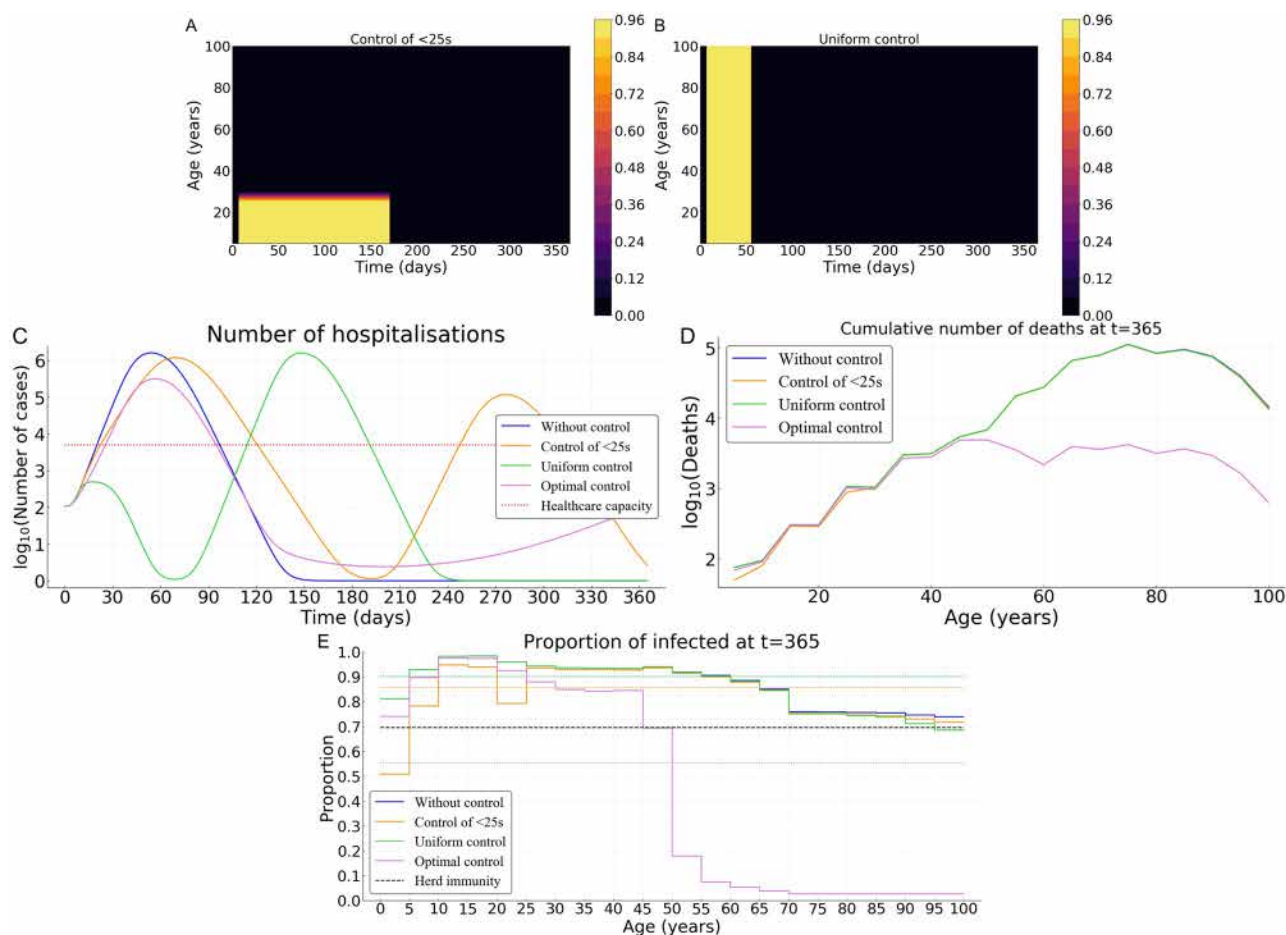 A
Control of <25s
Age (years)
100
80
60
40
20
0 50 100 150 200 250 300 350
Time (days)
0.96
0.84
0.72
0.60
0.48
0.36
0.24
0.12
0.00
B
Uniform control
Age (years)
100
80
60
40
20
0 50 100 150 200 250 300 350
Time (days)
0.96
0.84
0.72
0.60
0.48
0.36
0.24
0.12
0.00
C
Number of hospitalisations
log10(Number of cases)
6
5
4
3
2
1
0
Without control
Control of <25s
Uniform control
Optimal control
Healthcare capacity
0 30 60 90 120 150 180 210 240 270 300 330 360
Time (days)
D
Cumulative number of deaths at t=365
log10(Deaths)
5
4
3
2
Without control
Control of <25s
Uniform control
Optimal control
20 40 60 80 100
Age (years)
E
Proportion of infected at t=365
Proportion
1.0
0.9
0.8
0.7
0.6
0.5
0.4
0.3
0.2
0.1
0.0
Without control
Control of <25s
Uniform control
Optimal control
Herd immunity
0 5 10 15 20 25 30 35 40 45 50 55 60 65 70 75 80 85 90 95 100
Age (years)